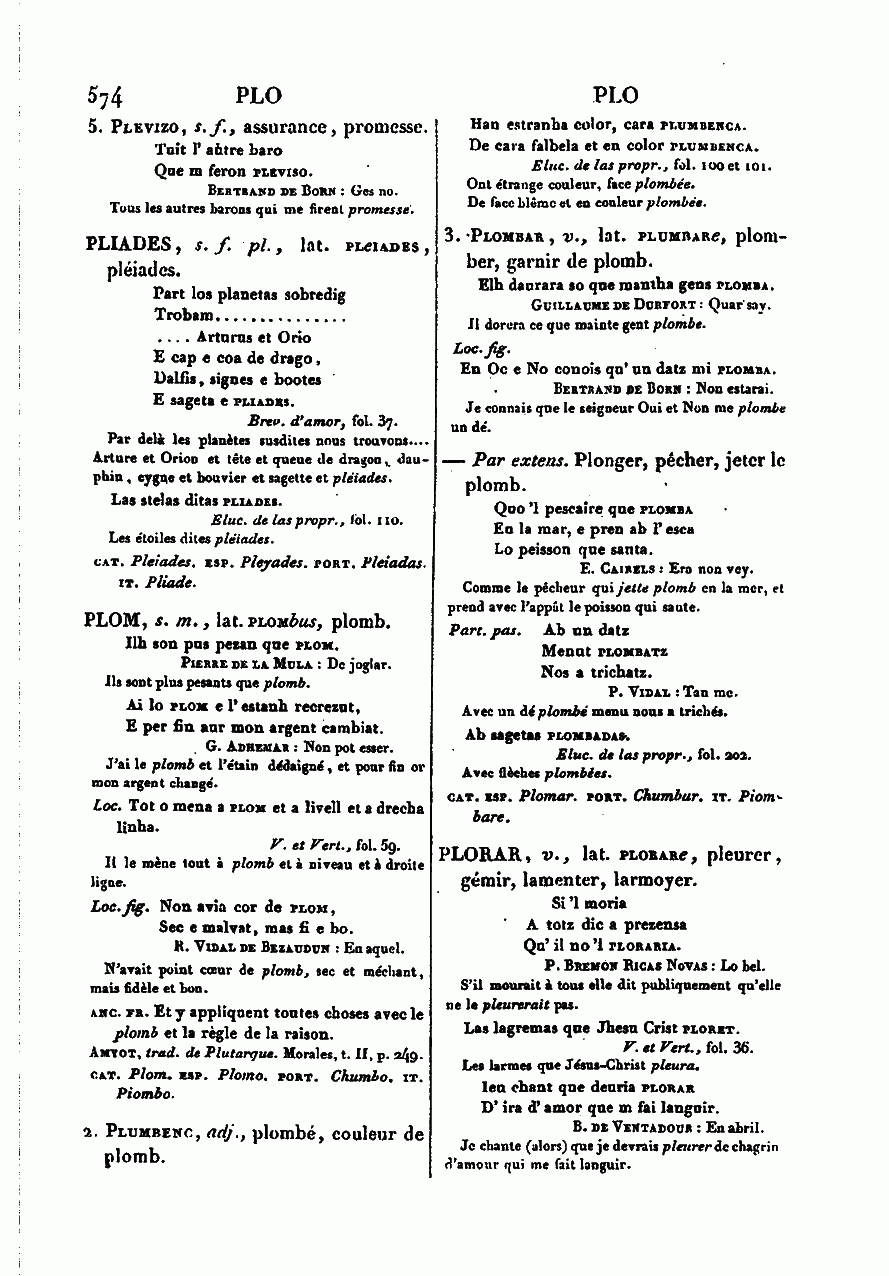 574 PLO PLO
5. PLEVIZO, s. f., assurance, promesse.
Tuit l' autre baro
Que m feron PLEVISO.
BERTRAND DE BORN : Ges no.
Tous les autres barons qui me firent promesse.
PLIADES, s. f. pl., lat. PLeIADES,
pléiades.
Part los planetas sobredig
Trobam...............
.... Arturus et Orio
E cap e coa de drago,
Dalfis, signes e bootes
E sageta e PLIADES.
Brev. d'amor, fol. 37.
Par delà les planètes susdites nous trouvons....
Arture et Orion et tête et queue de dragon, dau-
phin, cygne et bouvier et sagette et pléiades.
Las stelas ditas PLIADES.
Eluc. de las propr., fol. 110.
Les étoiles dites pléiades.
CAT. Pleiades. ESP. Pleyades. PORT. Pleiadas.
IT. Pliade.
PLOM, s. m., lat. PLOMbus, plomb.
Ilh son pus pezan que PLOM.
PIERRE DE LA MULA : De joglar.
Ils sont plus pesants que plomb.
Ai lo PLOM e l' estanh recrezut,
E per fin aur mon argent cambiat.
G. ADHEMAR : Non pot esser.
J'ai le plomb et l'étain dédaigné, et pour fin or
mon argent changé.
Loc. Tot o mena a PLOM et a livell et a drecha
linha.
V. et Vert., fol. 59.
Il le mène tout à plomb et à niveau et à droite
ligne.
Loc. fig. Non avia cor de PLOM,
Sec e malvat, mas fi e bo.
R. VIDAL DE BEZAUDUN : En aquel.
N'avait point cœur de plomb, sec et méchant,
mais fidèle et bon.
ANC. FR. Et y appliquent toutes choses avec le
plomb et la règle de la raison.
AMYOT, trad. de Plutarque. Morales, t. II, p. 249.
CAT. Plom. ESP. Plomo. PORT. Chumbo. IT.
Piombo.
2. PLUMBENC, adj., plombé, couleur de
plomb.
Han estranha color, cara PLUMBENCA.
De cara falbela et en color PLUMBENCA.
Eluc. de las propr., fol. 100 et 101.
Ont étrange couleur, face plombée.
De face blême et en couleur plombée.
3. PLOMBAR, v., lat. PLUMBARe, plom-
ber, garnir de plomb.
Elh daurara so que mantha gens PLOMBA.
GUILLAUME DE DURFORT : Quar say.
Il dorera ce que mainte gent plombe.
Loc. fig.
En Oc e No conois qu' un datz mi PLOMBA.
BERTRAND DE BORN : Non estarai.
Je connais que le seigneur Oui et Non me plombe
un dé.
— Par extens. Plonger, pêcher, jeter le
plomb.
Quo 'l pescaire que PLOMBA
En la mar, e pren ab l' esca
Lo peisson que santa.
E. CAIRELS : Ero non vey.
Comme le pêcheur qui jette plomb en la mer, et
prend avec l'appât le poisson qui saute.
Part. pas. Ab un datz
Menut PLOMBATZ
Nos a trichatz.
P. VIDAL : Tan me.
Avec un dé plombé menu nous a trichés.
Ab sagetas PLOMBADAS.
Eluc. de las propr., fol. 202.
Avec flèches plombées.
CAT. ESP. Plomar. PORT. Chumbar. IT. Piom-
bare.
PLORAR, v., lat. PLORARe, pleurer,
gémir, lamenter, larmoyer.
Si 'l moria
A totz dic a prezensa
Qu' il no 'l PLORARIA.
P. BREMON RICAS NOVAS : Lo bel.
S'il mourait à tous elle dit publiquement qu'elle
ne le pleurerait pas.
Las lagremas que Jhesu Crist PLORET.
V. et Vert., fol. 36.
Les larmes que Jésus-Christ pleura.
Ieu chant que deuria PLORAR
D' ira d' amor que m fai languir.
B. DE VENTADOUR : En abril.
Je chante (alors) que je devrais pleurer de chagrin
d'amour qui me fait languir.